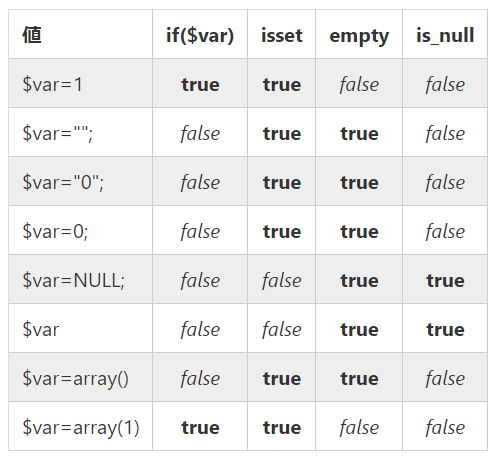 値 if($var) isset empty is_null
$var=1 true true false false
$var=""; false true true false
$var="0"; false true true false
$var=0; false true true false
$var=NULL; false false true true
$var false false true true
$var=array() false true true false
$var=array(1) true true false false